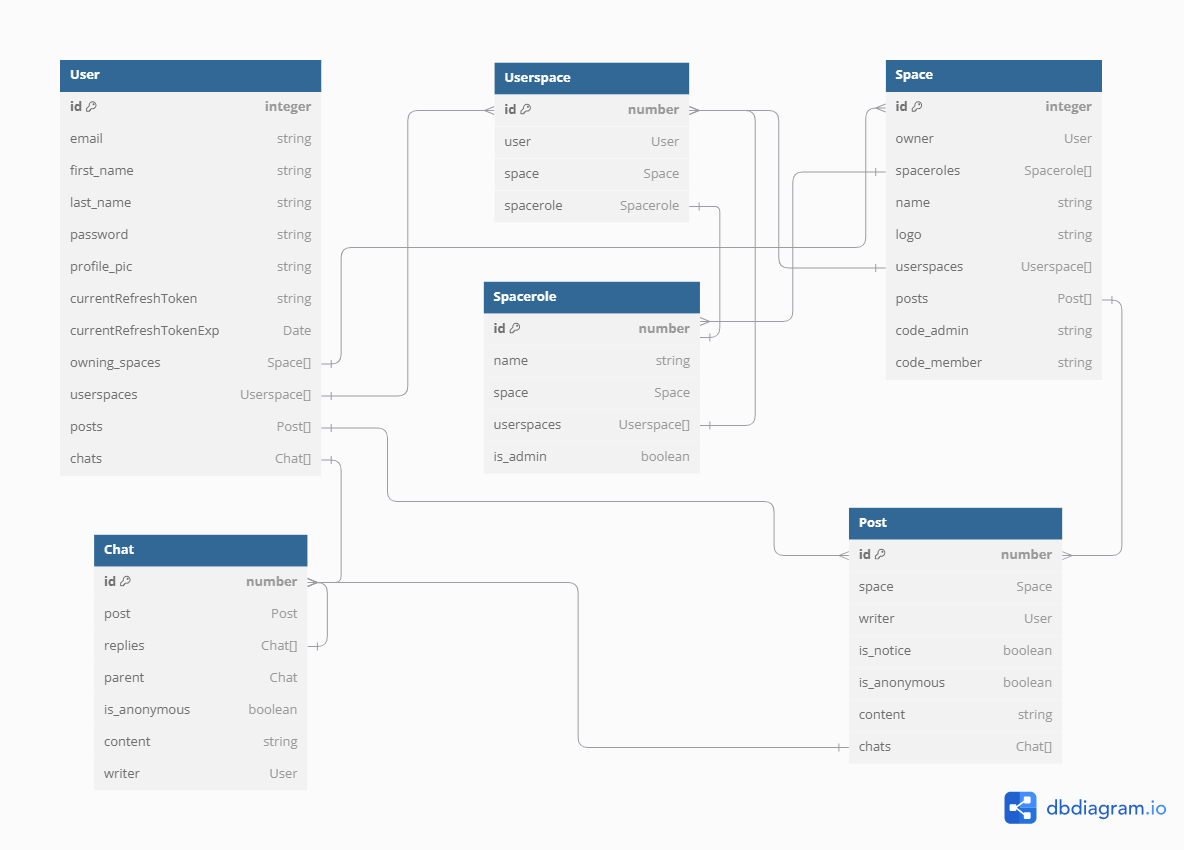 User
id integer
email string
first_name string
last_name string
password string
profile_pic string
currentRefreshToken string
currentRefreshTokenExp Date
owning_spaces Space[]
userspaces Userspace[]
posts Post[]
chats Chat[]
Userspace
id number
user User
space Space
spacerole Spacerole
Space
id integer
owner User
spaceroles Spacerole[]
name string
logo string
userspaces Userspace[]
posts Post[]
code_admin string
code_member string
Spacerole
id number
name string
space Space
userspaces Userspace[]
is_admin boolean
Chat
id number
post Post
replies Chat[]
parent Chat
is_anonymous boolean
content string
writer User
Post
id number
space Space
writer User
is_notice boolean
is_anonymous boolean
content string
chats Chat[]
dbdiagram.io